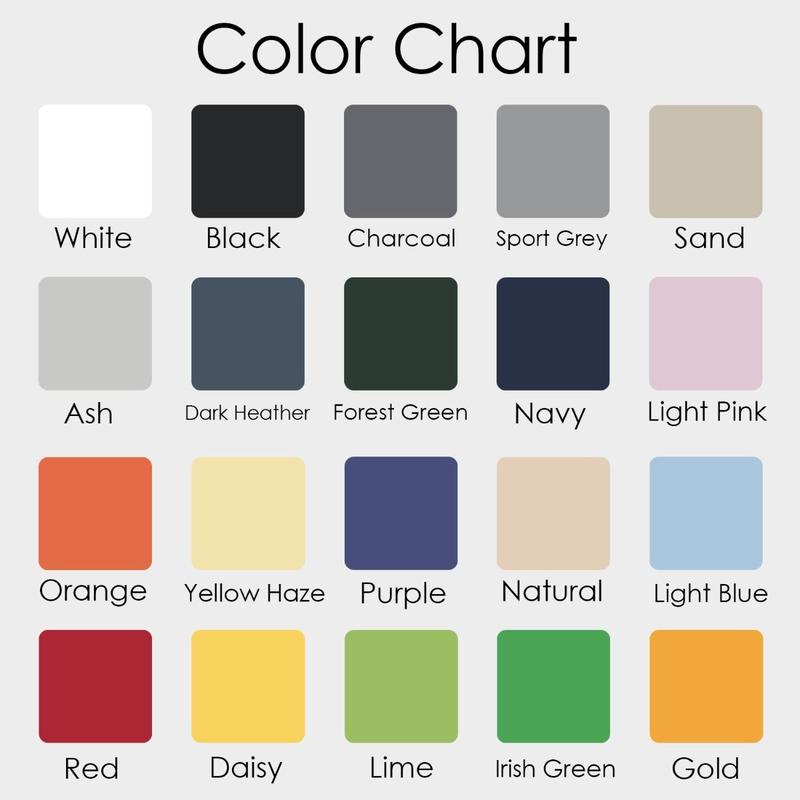 Color Chart
White Black Charcoal Sport Grey Sand
Ash Dark Heather Forest Green Navy Light Pink
Orange Yellow Haze Purple Natural Light Blue
Red Daisy Lime Irish Green Gold